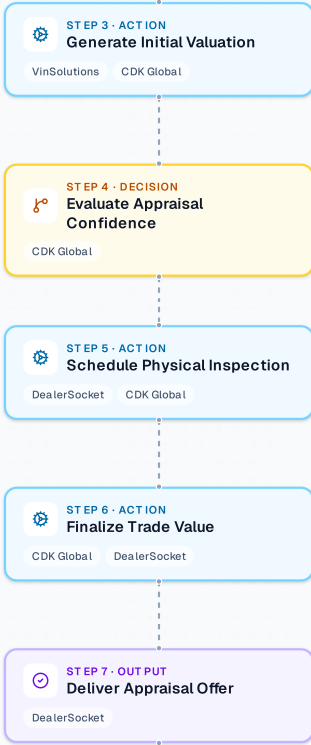 STEP 3 · ACTION
Generate Initial Valuation
VinSolutions CDK Global
STEP 4 · DECISION
Evaluate Appraisal
Confidence
CDK Global
STEP 5 · ACTION
Schedule Physical Inspection
DealerSocket CDK Global
STEP 6 · ACTION
Finalize Trade Value
CDK Global DealerSocket
STEP 7 · OUTPUT
Deliver Appraisal Offer
DealerSocket